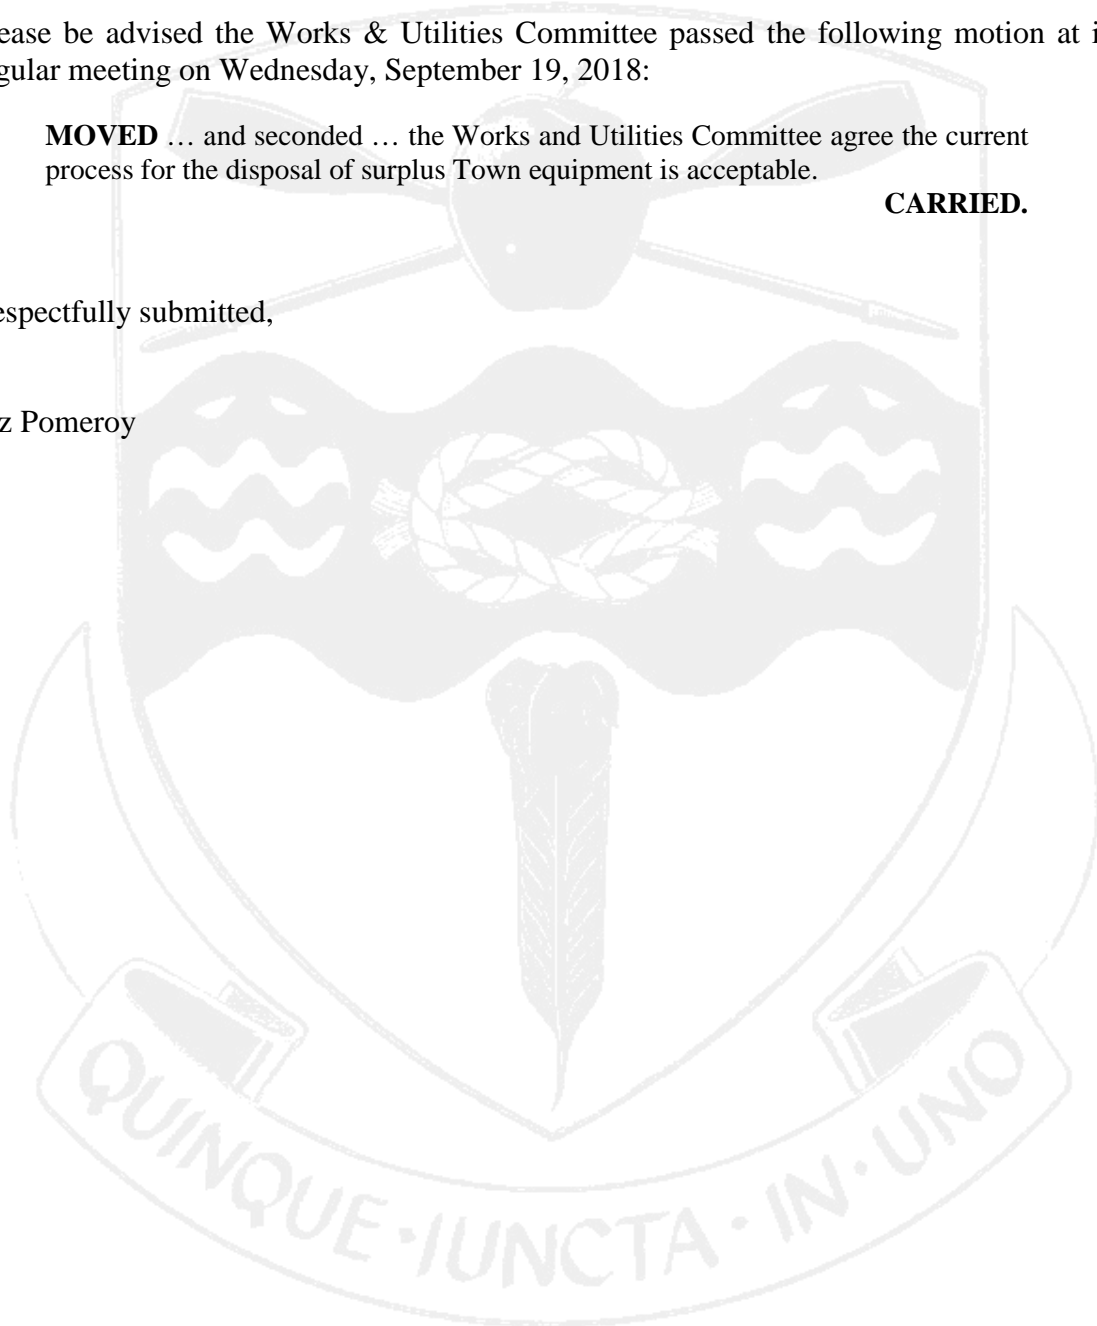 ease be advised the Works & Utilities Committee passed the following motion at i
gular meeting on Wednesday, September 19, 2018:
MOVED … and seconded … the Works and Utilities Committee agree the current
process for the disposal of surplus Town equipment is acceptable.
CARRIED.
espectfully submitted,
z Pomeroy
QUINQUE·IUNCTA·IN·UNO